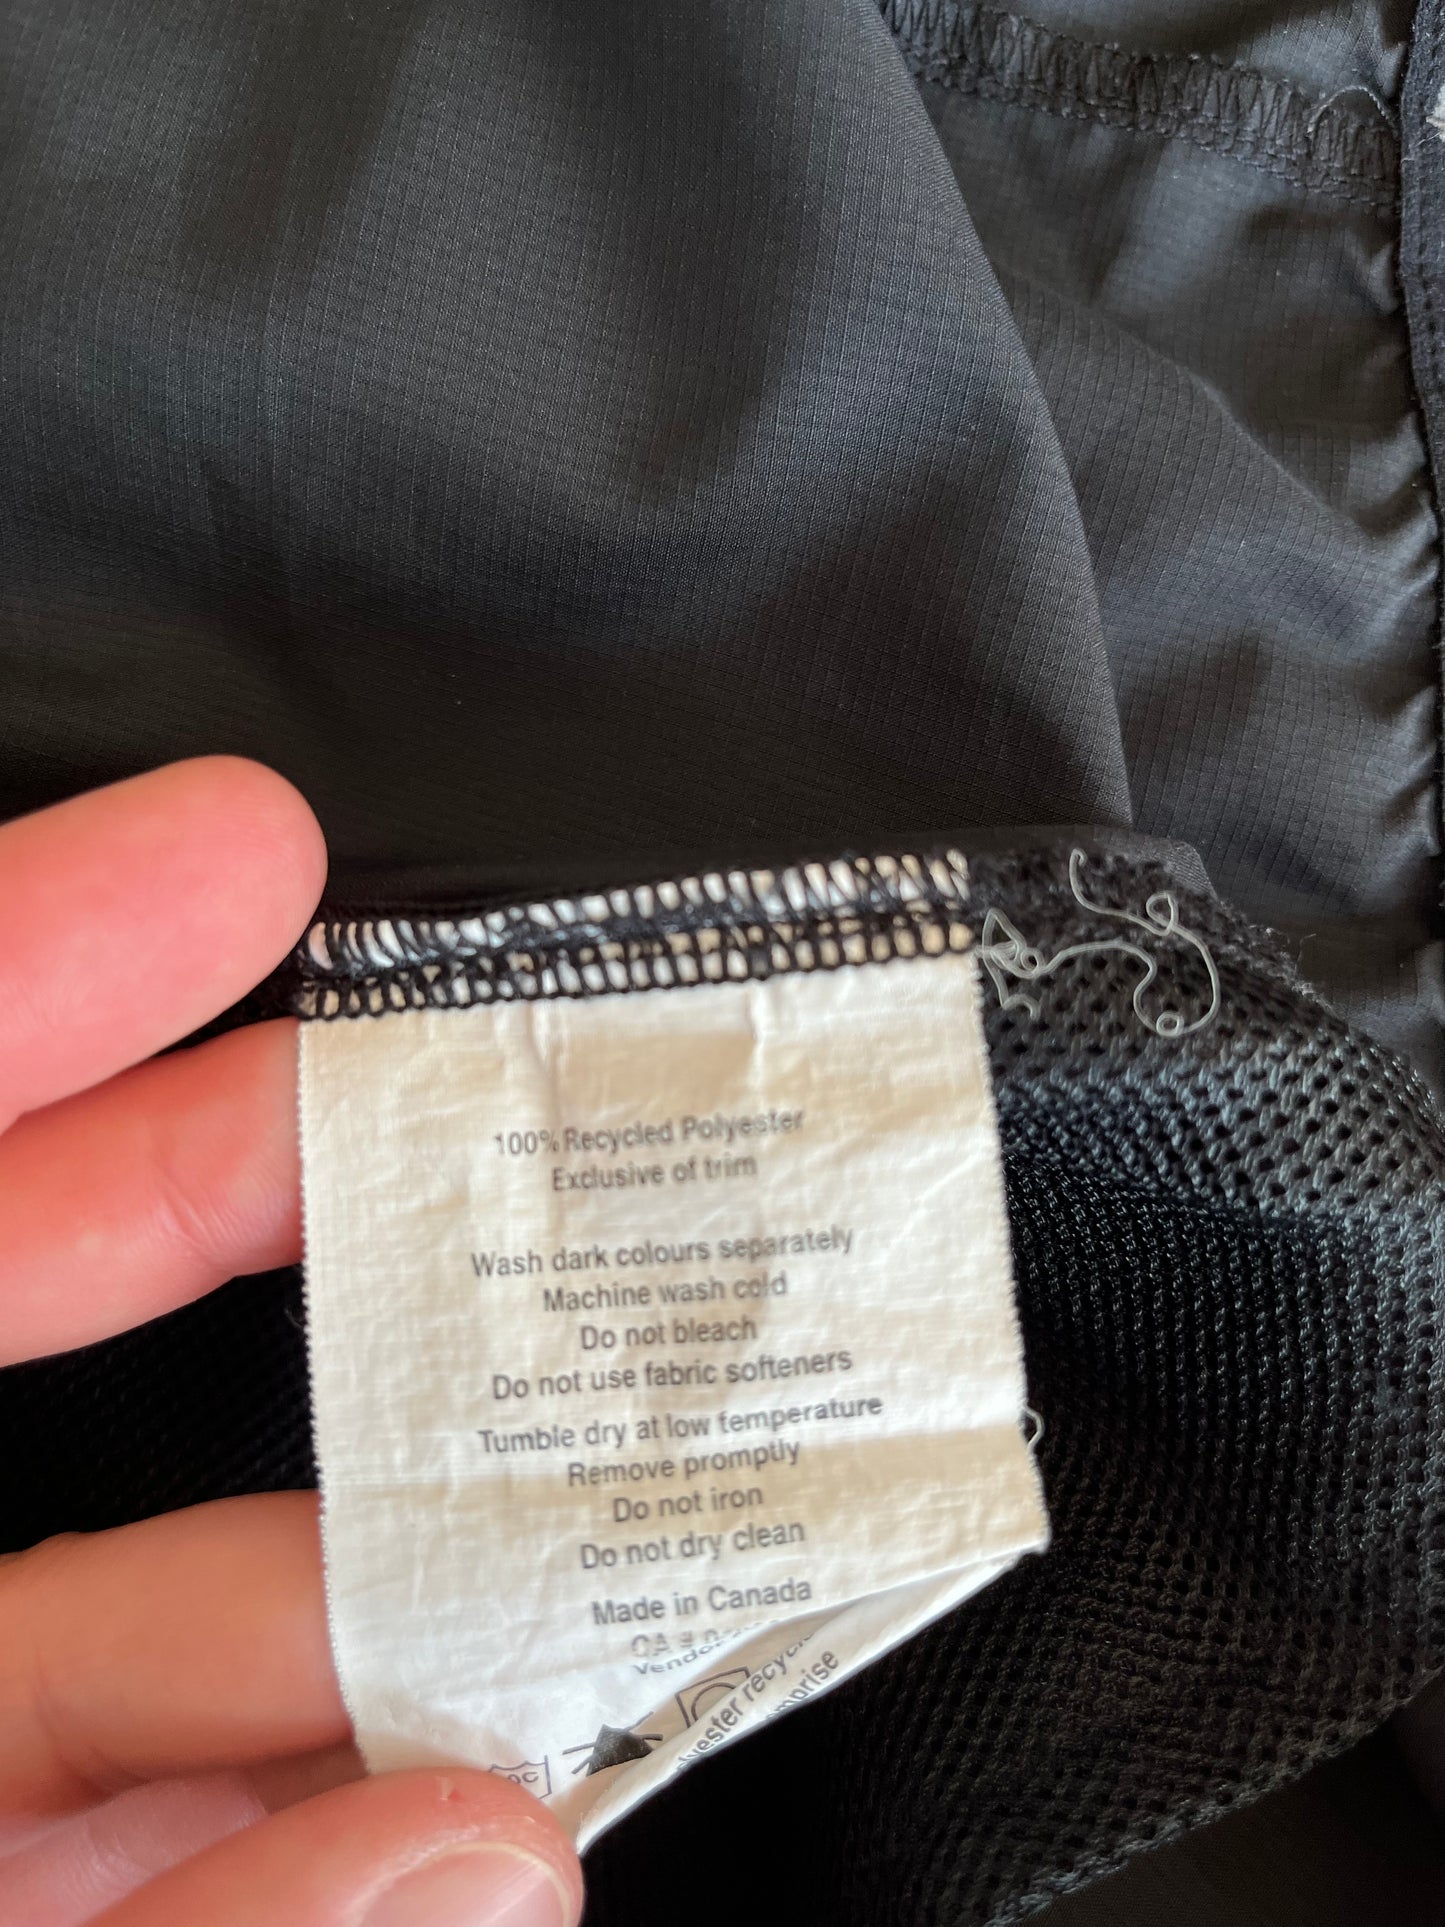 100% Recycled Polyester
Exclusive of trim
Wash dark colours separately
Machine wash cold
Do not bleach
Do not use fabric softeners
Tumble dry at low temperature
Remove promptly
Do not iron
Do not dry clean
Made in Canada
CA #
Vendor